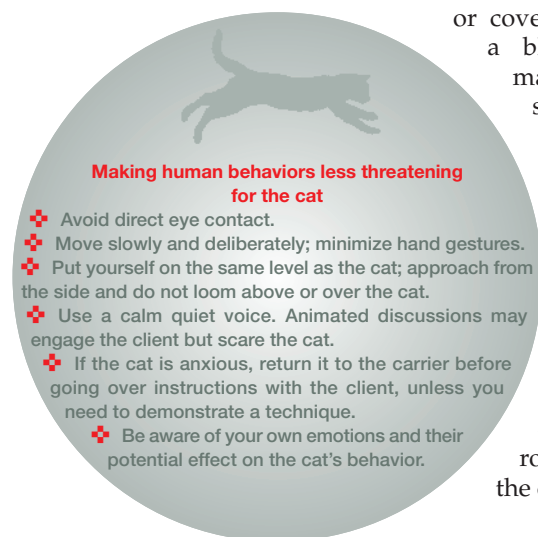 or cove
a b
ma
s
Making human behaviors less threatening
for the cat
Avoid direct eye contact.
Move slowly and deliberately; minimize hand gestures.
Put yourself on the same level as the cat; approach from
the side and do not loom above or over the cat.
Use a calm quiet voice. Animated discussions may
engage the client but scare the cat.
If the cat is anxious, return it to the carrier before
going over instructions with the client, unless you
need to demonstrate a technique.
Be aware of your own emotions and their
potential effect on the cat's behavior.
ro
the